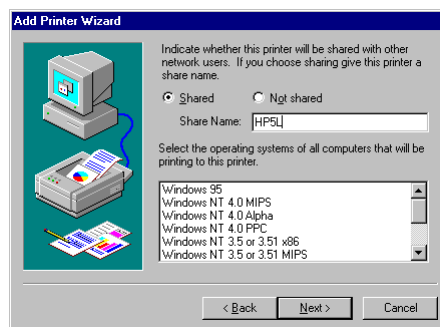 Add Printer Wizard
Indicate whether this printer will be shared with other
network users. If you choose sharing give this printer a
share name.
Shared Not shared
Share Name: HP5L
Select the operating systems of all computers that will be
printing to this printer.
Windows 95
Windows NT 4.0 MIPS
Windows NT 4.0 Alpha
Windows NT 4.0 PPC
Windows NT 3.5 or 3.51 x86
Windows NT 3.5 or 3.51 MIPS
< Back Next > Cancel